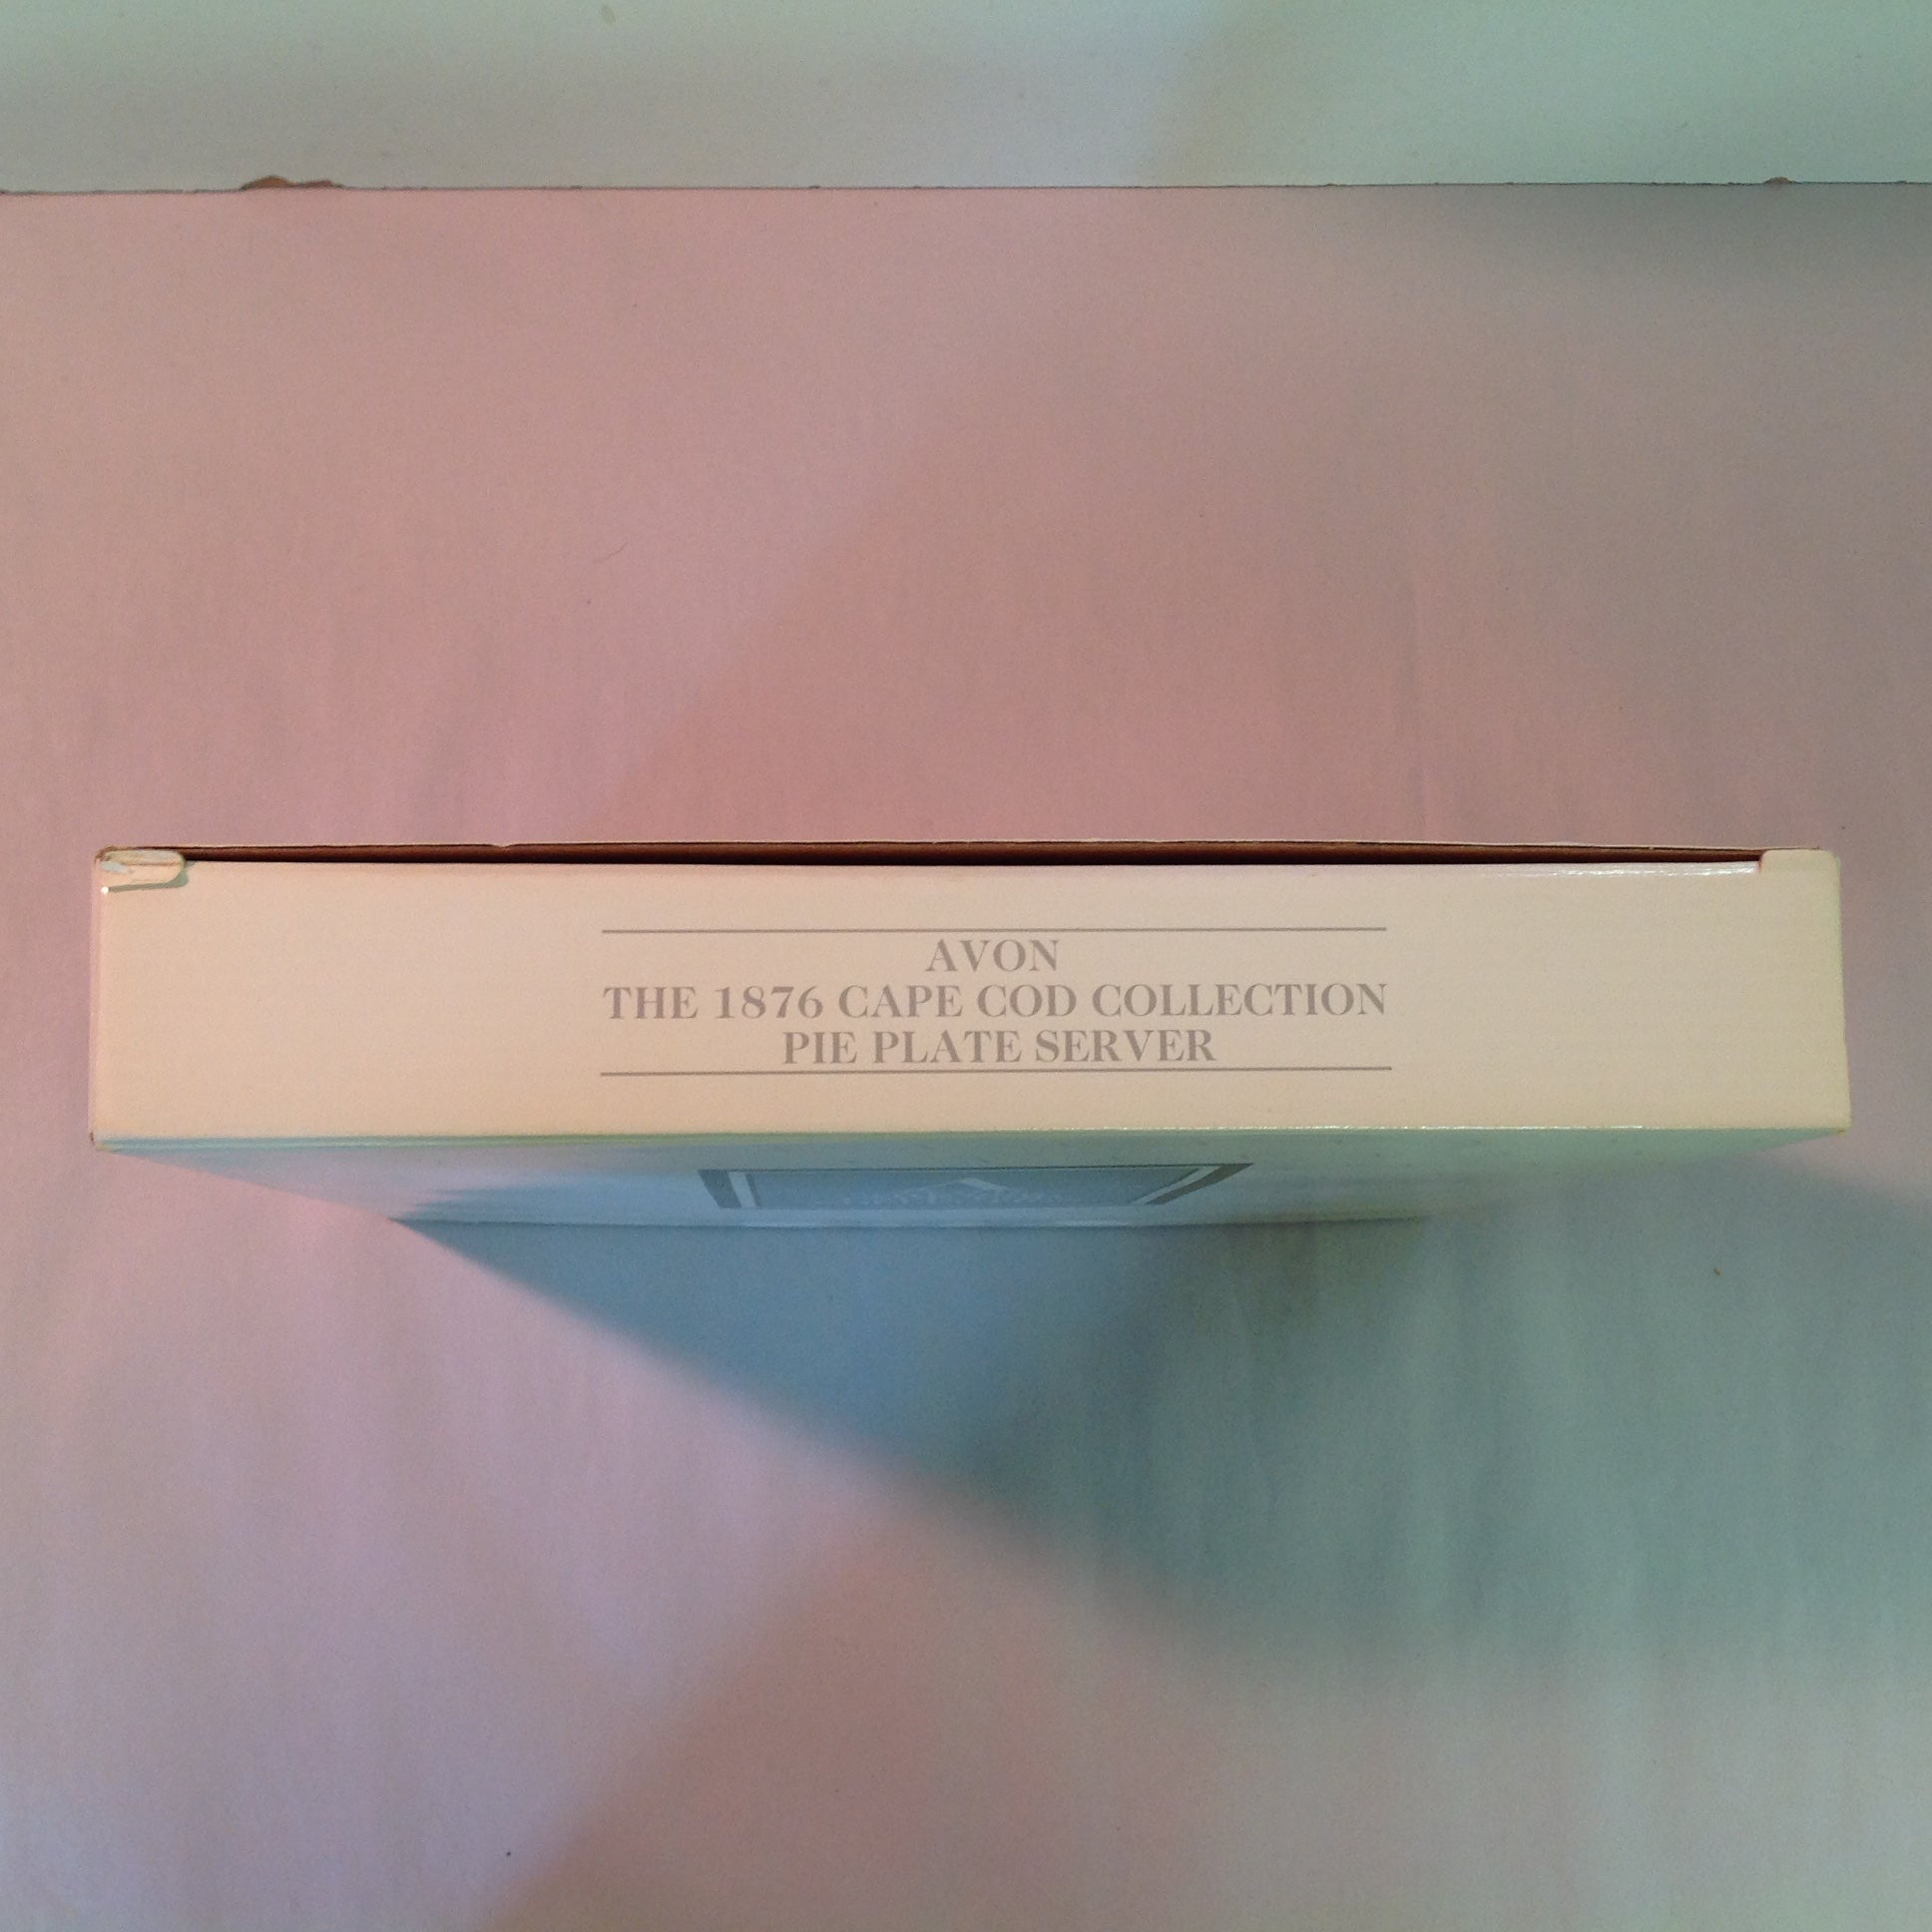 AVON
THE 1876 CAPE COD COLLECTION
PIE PLATE SERVER